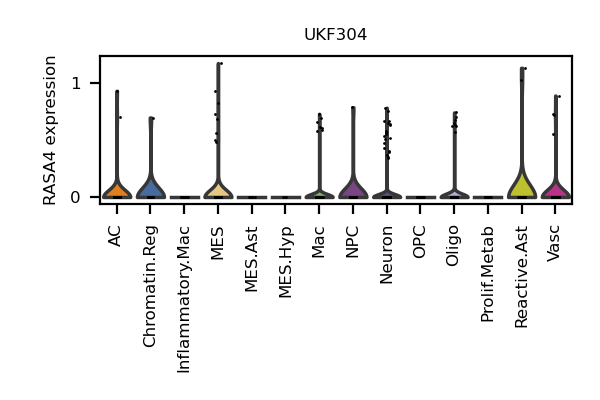 UKF304
RASA4 expression
1
0
AC
Chromatin.Reg
Inflammatory.Mac
MES
MES.Ast
MES.Hyp
Mac
NPC
Neuron
OPC
Oligo
Prolif.Metab
Reactive.Ast
Vasc